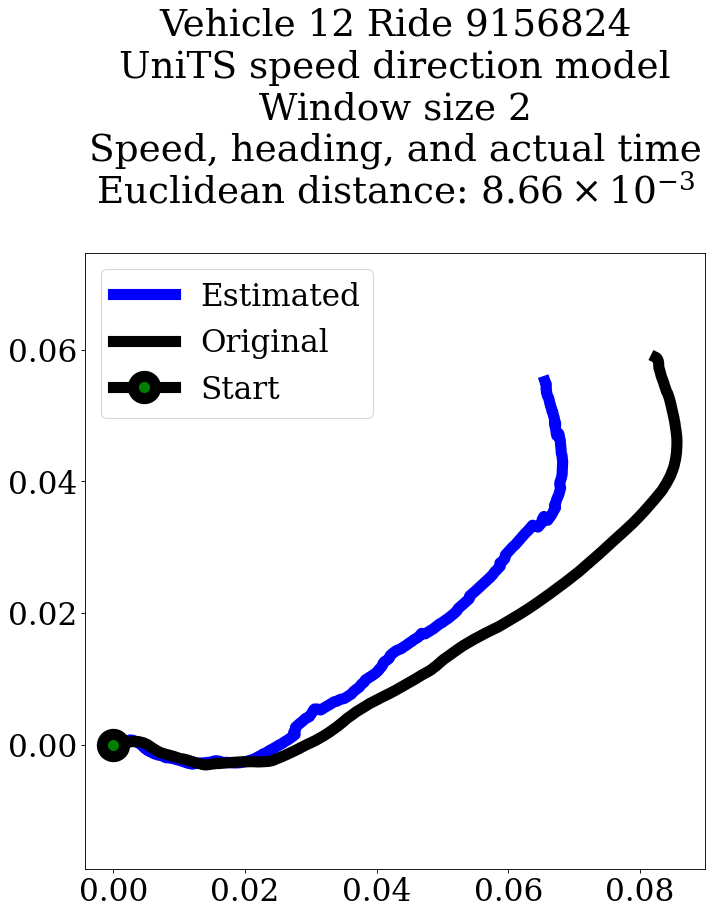 Vehicle 12 Ride 9156824
UniTS speed direction model
Window size 2
Speed, heading, and actual time
Euclidean distance: 8.66 × 10⁻³
Estimated
Original
Start
0.06
0.04
0.02
0.00
0.00 0.02 0.04 0.06 0.08